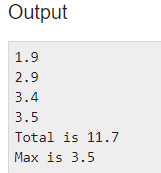 Output
1.9
2.9
3.4
3.5
Total is 11.7
Max is 3.5